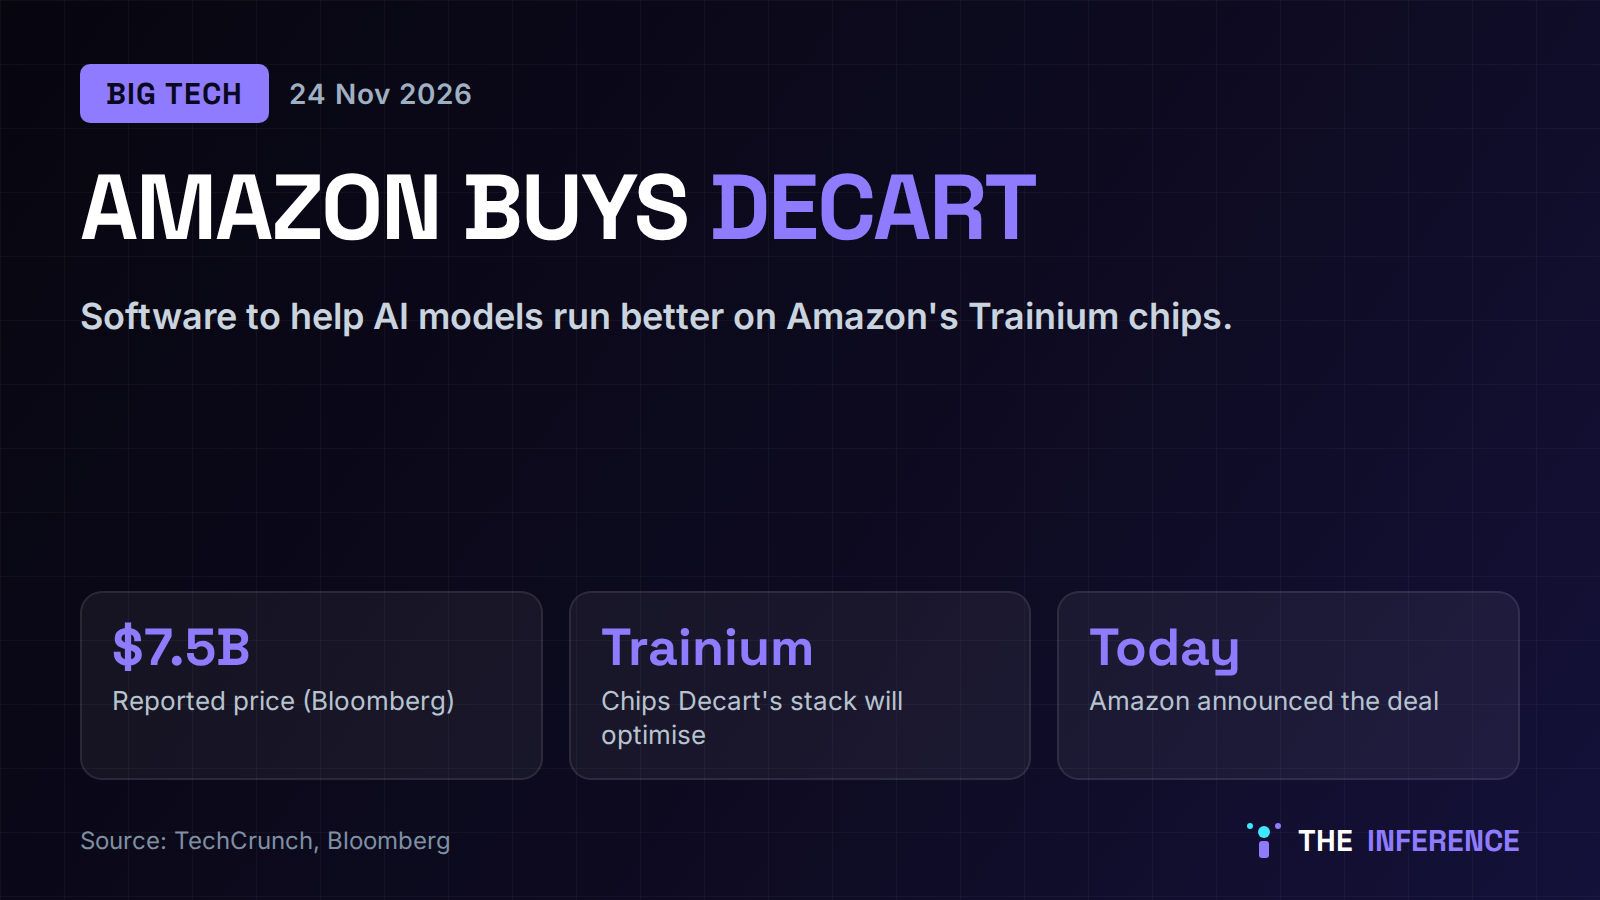 BIG TECH
24 Nov 2026
AMAZON BUYS DECART
Software to help AI models run better on Amazon's Trainium chips.
$7.5B
Reported price (Bloomberg)
Trainium
Chips Decart's stack will
optimise
Today
Amazon announced the deal
Source: TechCrunch, Bloomberg
THE INFERENCE